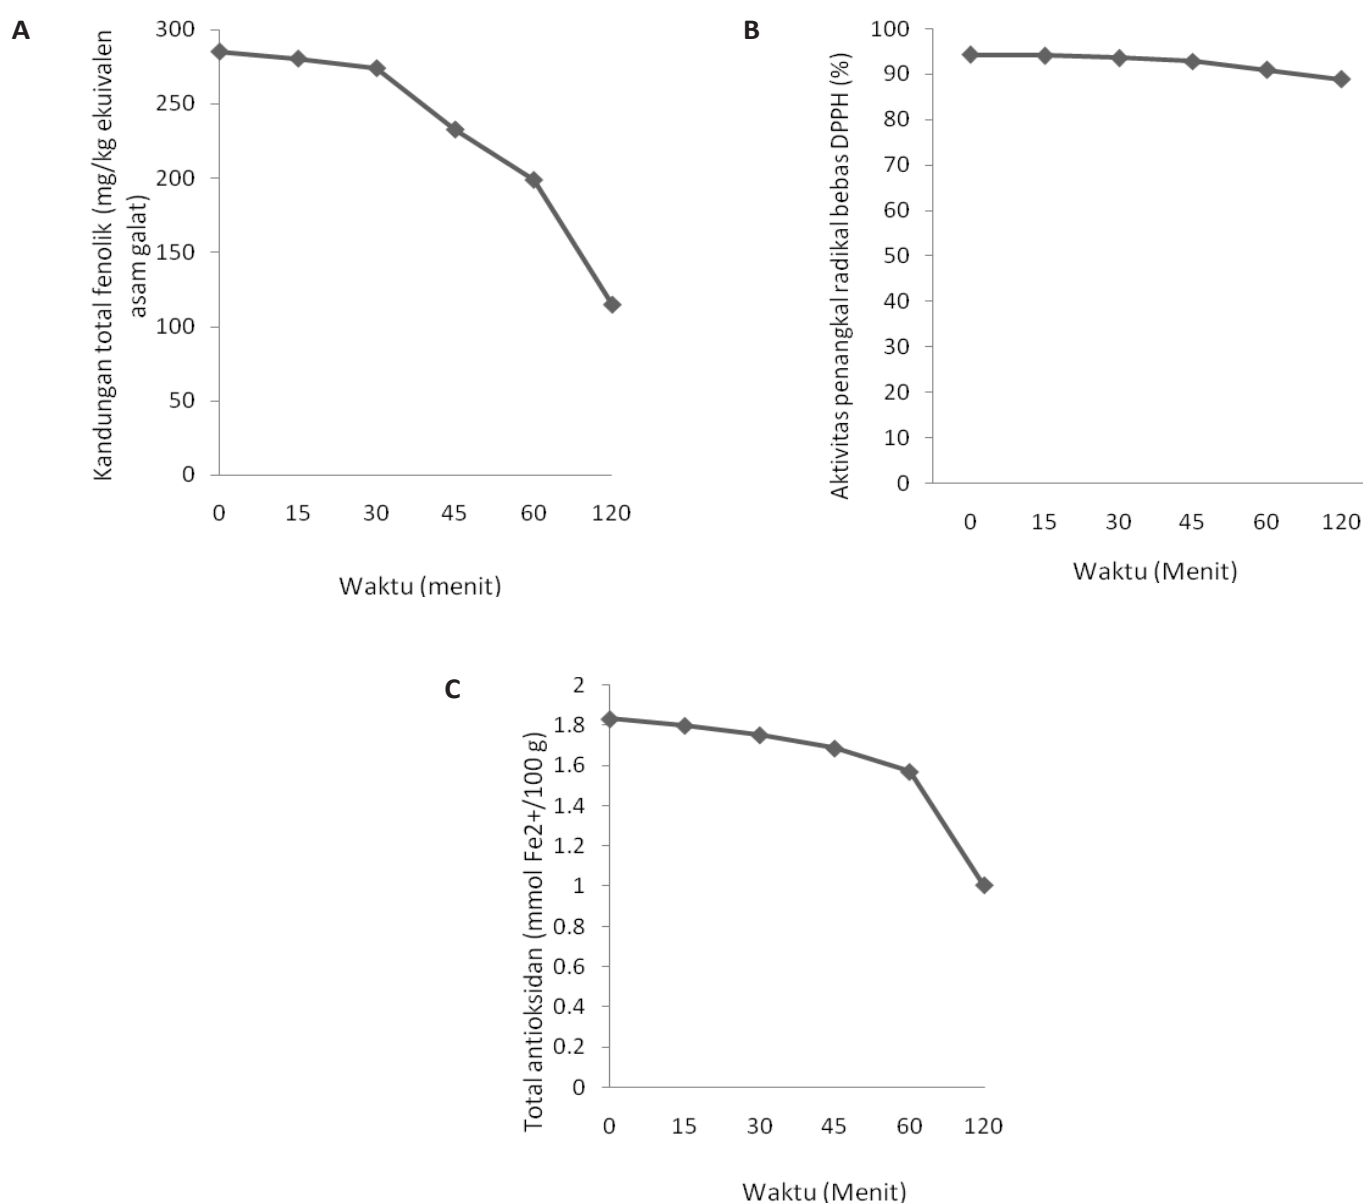 A
Kandungan total fenolik (mg/kg ekuivalen
asam galat)
300
250
200
150
100
50
0
0 15 30 45 60 120
Waktu (menit)
B
Aktivitas penangkal radikal bebas DPPH (%)
100
90
80
70
60
50
40
30
20
10
0
0 15 30 45 60 120
Waktu (Menit)
C
Total antioksidan (mmol Fe2+/100 g)
2
1.8
1.6
1.4
1.2
1
0.8
0.6
0.4
0.2
0
0 15 30 45 60 120
Waktu (Menit)